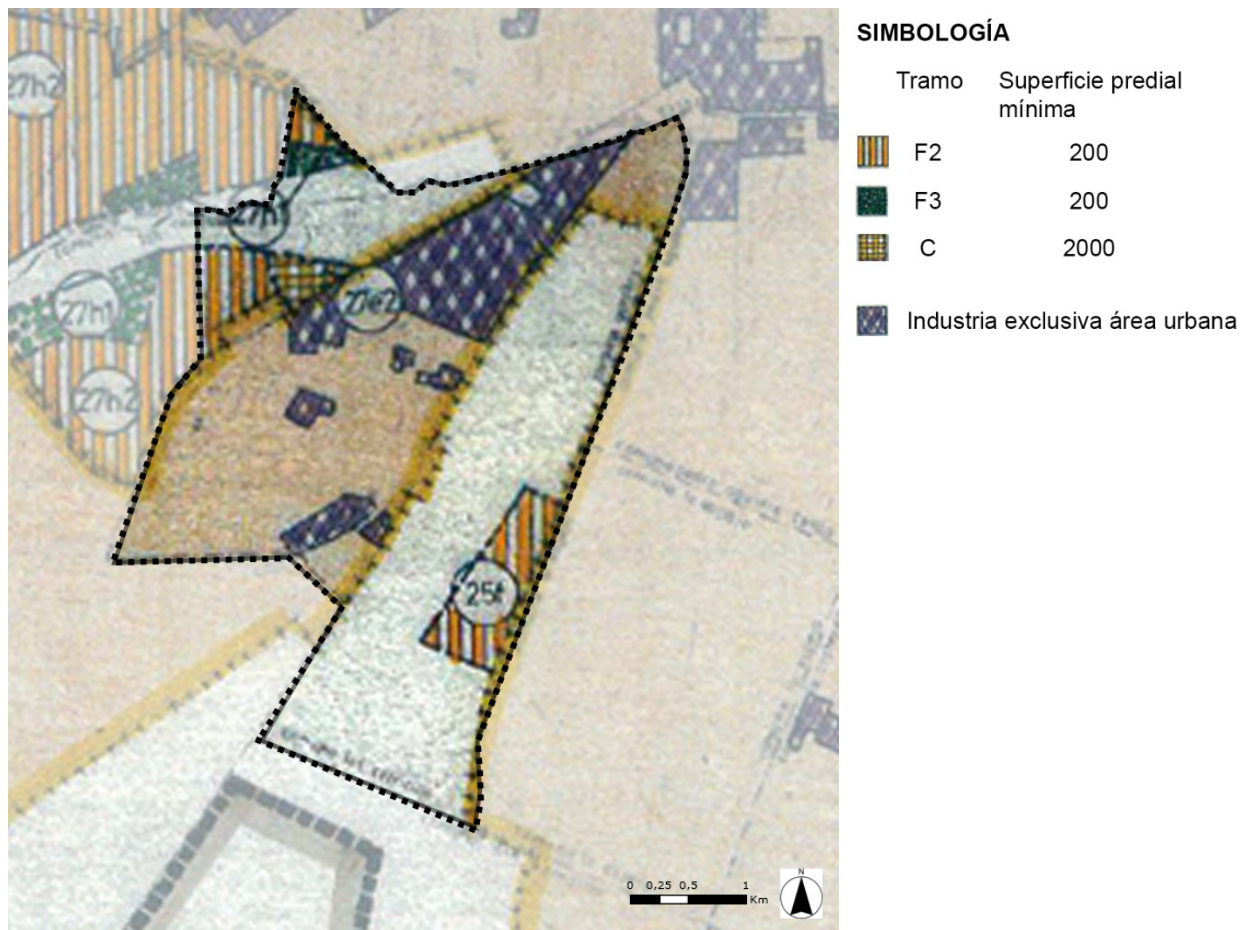 SIMBOLOGÍA
Tramo Superficie predial
mínima
F2 200
F3 200
C 2000
Industria exclusiva área urbana
27h2
27h1
27e2
27h1
27h2
25f
0 0,25 0,5 1
Km
N